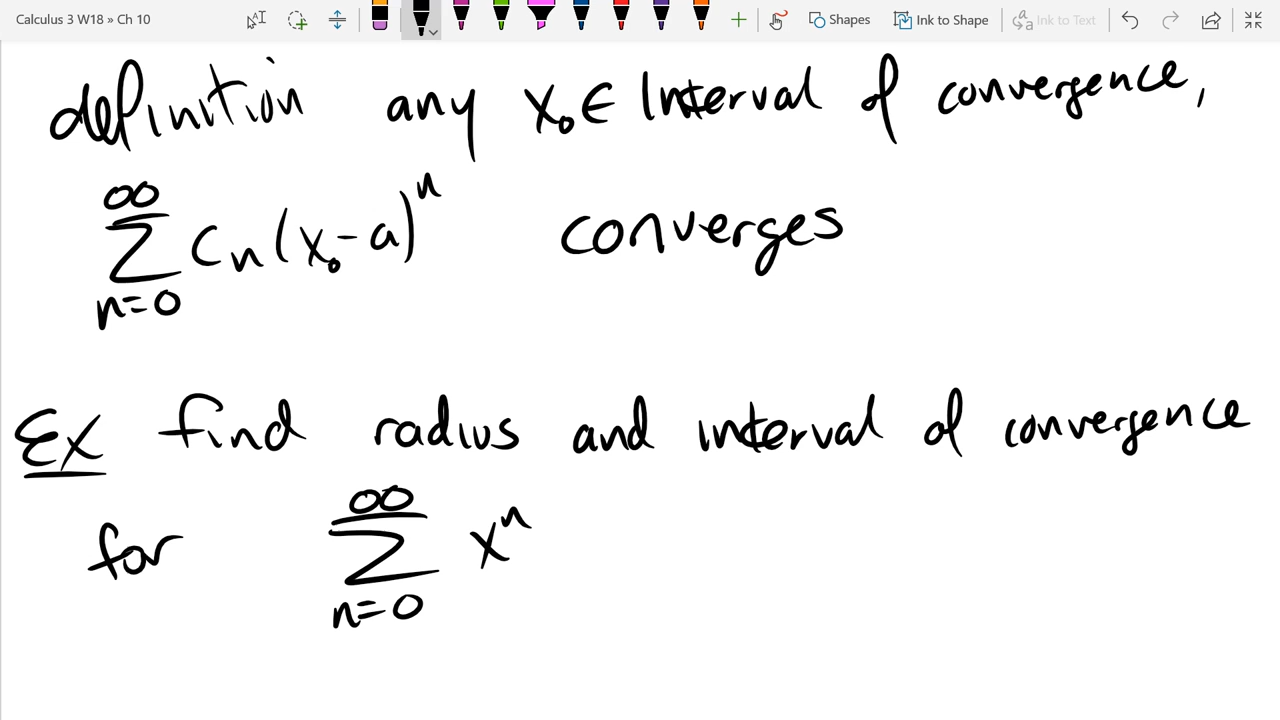 Calculus 3 W18 » Ch 10
Shapes
Ink to Shape
Ink to Text
definition any x₀ ∈ Interval of convergence,
∞
Σ cₙ(x₀-a)ⁿ converges
n=0
Ex find radius and interval of convergence
∞
for Σ xⁿ
n=0